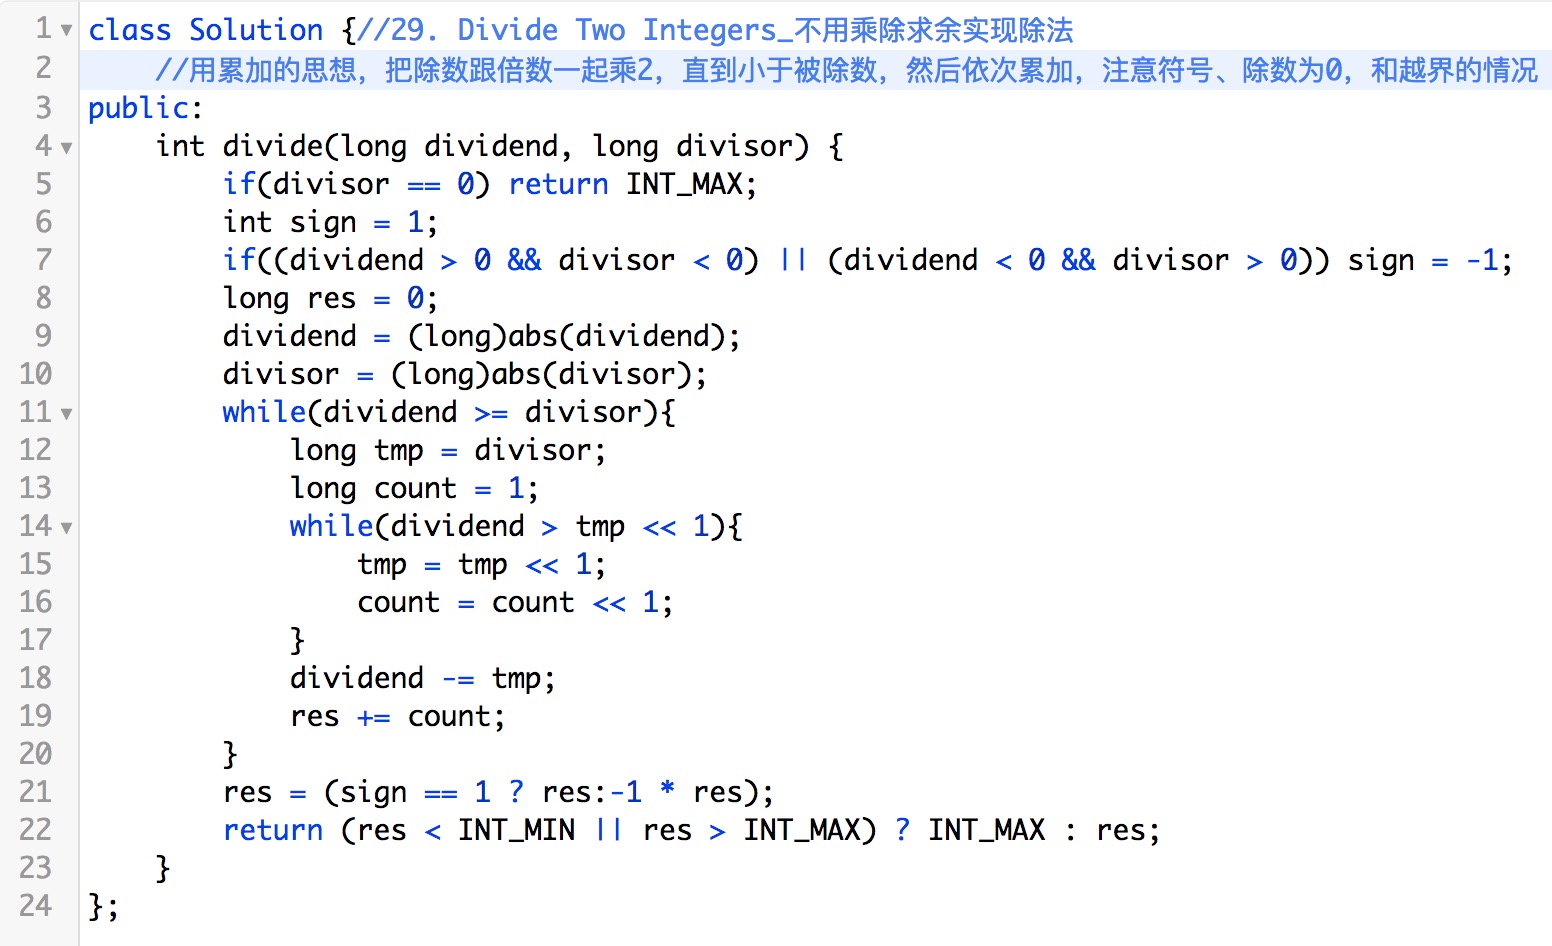 1 class Solution {//29. Divide Two Integers_不用乘除求余实现除法
2     //用累加的思想，把除数跟倍数一起乘2，直到小于被除数，然后依次累加，注意符号、除数为0，和越界的情况
3 public:
4     int divide(long dividend, long divisor) {
5         if(divisor == 0) return INT_MAX;
6         int sign = 1;
7         if((dividend > 0 && divisor < 0) || (dividend < 0 && divisor > 0)) sign = -1;
8         long res = 0;
9         dividend = (long)abs(dividend);
10         divisor = (long)abs(divisor);
11         while(dividend >= divisor){
12             long tmp = divisor;
13             long count = 1;
14             while(dividend > tmp << 1){
15                 tmp = tmp << 1;
16                 count = count << 1;
17             }
18             dividend -= tmp;
19             res += count;
20         }
21         res = (sign == 1 ? res:-1 * res);
22         return (res < INT_MIN || res > INT_MAX) ? INT_MAX : res;
23     }
24 };